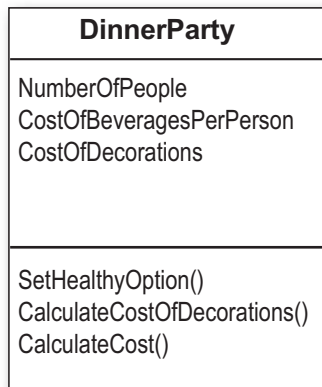 DinnerParty
NumberOfPeople
CostOfBeveragesPerPerson
CostOfDecorations
SetHealthyOption()
CalculateCostOfDecorations()
CalculateCost()